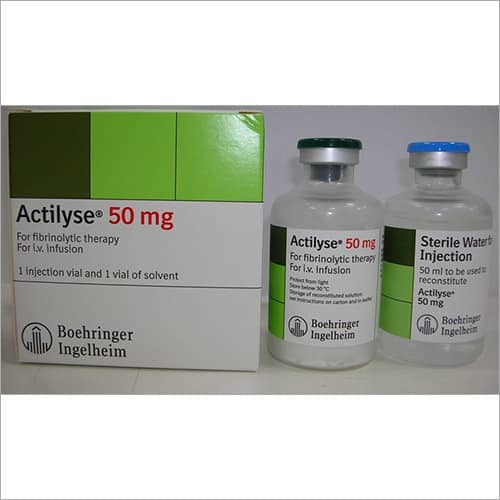 Actilyse® 50 mg
For fibrinolytic therapy
For i.v. infusion
1 injection vial and 1 vial of solvent
Boehringer
Ingelheim
Actilyse® 50 mg
For fibrinolytic therapy
For i.v. Infusion
Protect from light
Store below 30 °C
Storage of reconstituted solution:
see instructions on carton and in leaflet
Boehringer
Ingelheim
Sterile Water
Injection
50 ml to be used to
reconstitute
Actilyse®
50 mg
Boehringer
Ingelheim